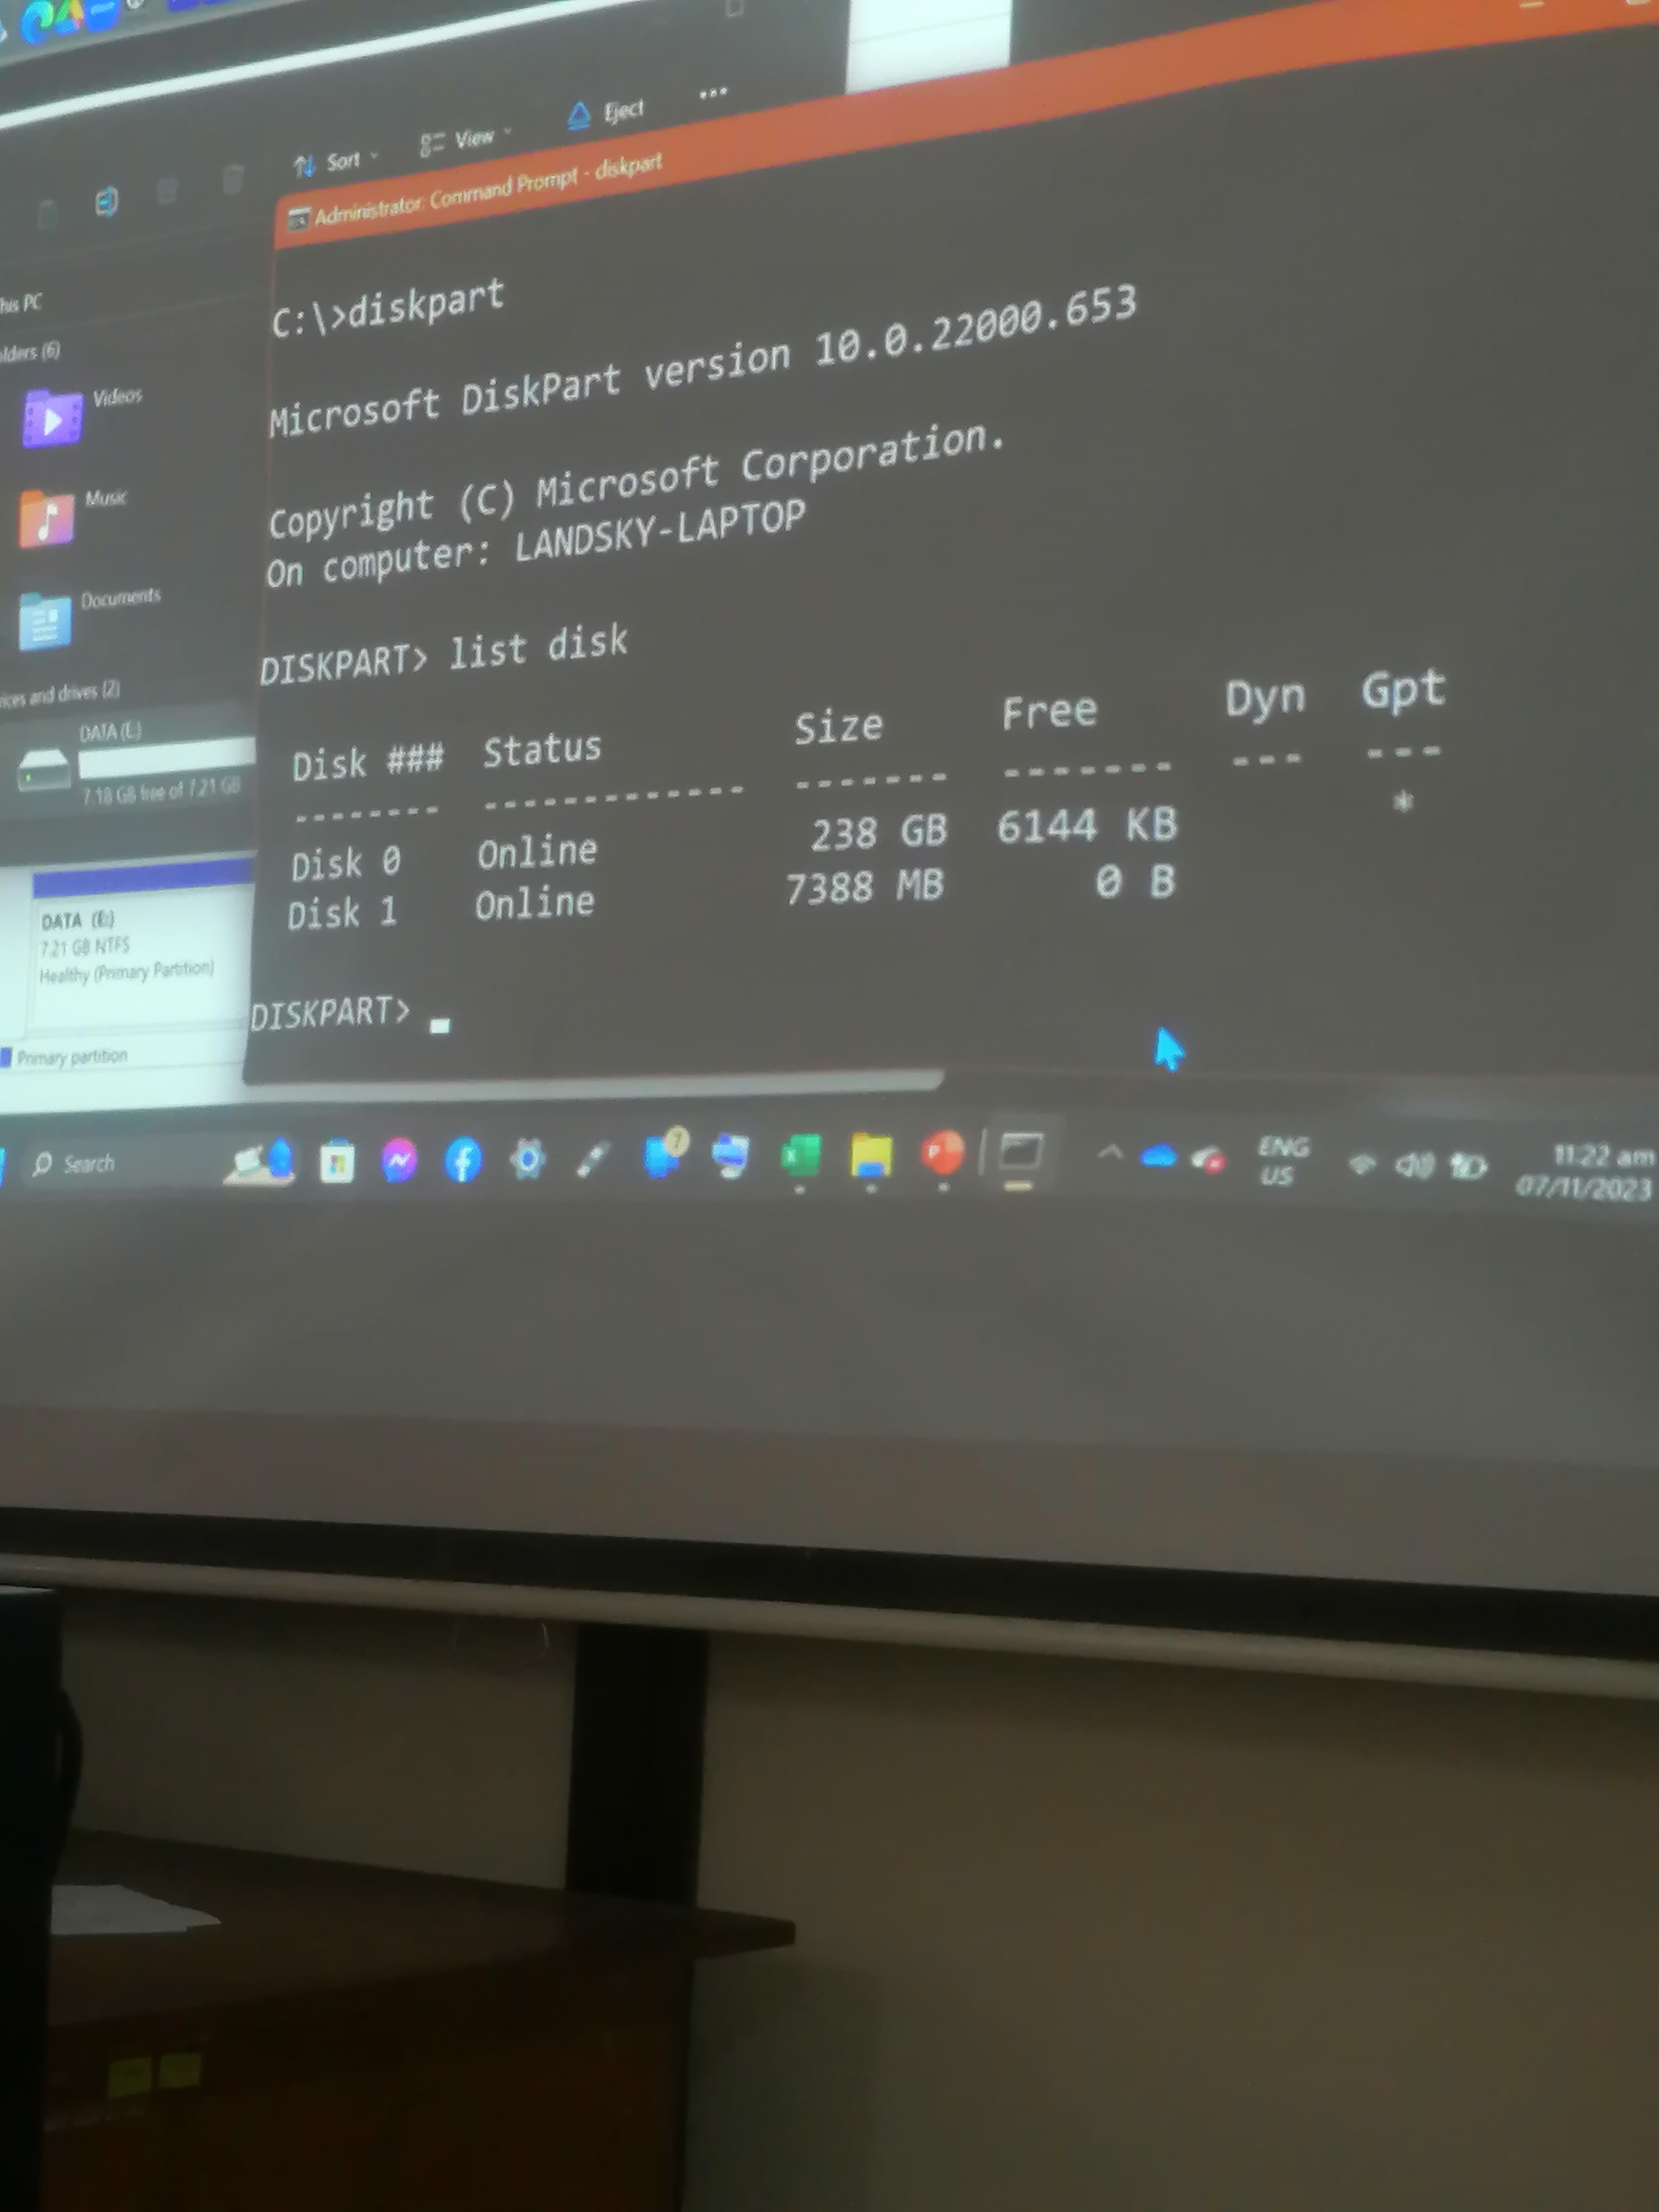 Sort
View
Eject
Administrator: Command Prompt - diskpart
C:\>diskpart
Microsoft DiskPart version 10.0.22000.653
Copyright (C) Microsoft Corporation.
On computer: LANDSKY-LAPTOP
DISKPART> list disk
Disk ### Status Size Free Dyn Gpt
-------- ------------- ------- ------- --- ---
Disk 0 Online 238 GB 6144 KB *
Disk 1 Online 7388 MB 0 B
DISKPART>
his PC
olders (6)
Videos
Music
Documents
ices and drives (2)
DATA (E:)
7.18 GB free of 7.21 GB
DATA (E:)
7.21 GB NTFS
Healthy (Primary Partition)
Primary partition
Search
7
ENG
US
11:22 am
07/11/2023